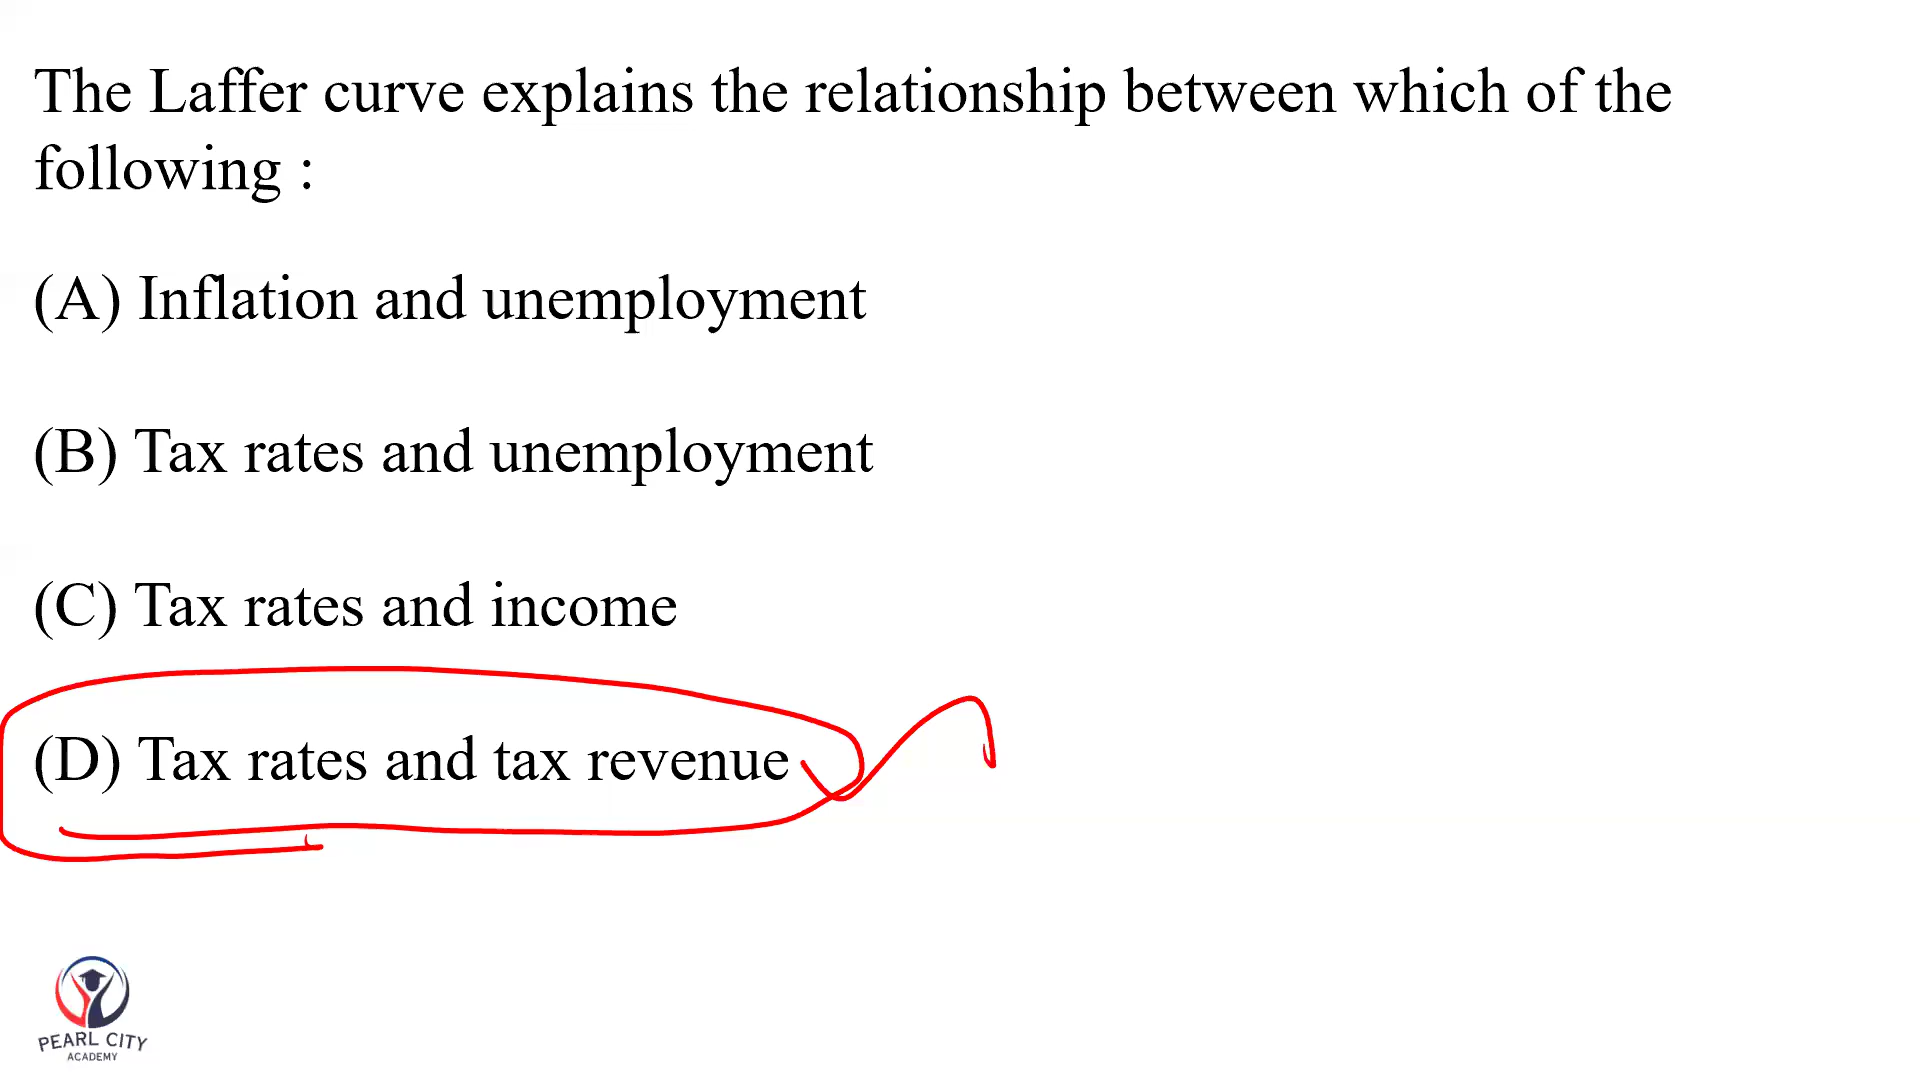 The Laffer curve explains the relationship between which of the
following :
(A) Inflation and unemployment
(B) Tax rates and unemployment
(C) Tax rates and income
(D) Tax rates and tax revenue
PEARL CITY
ACADEMY